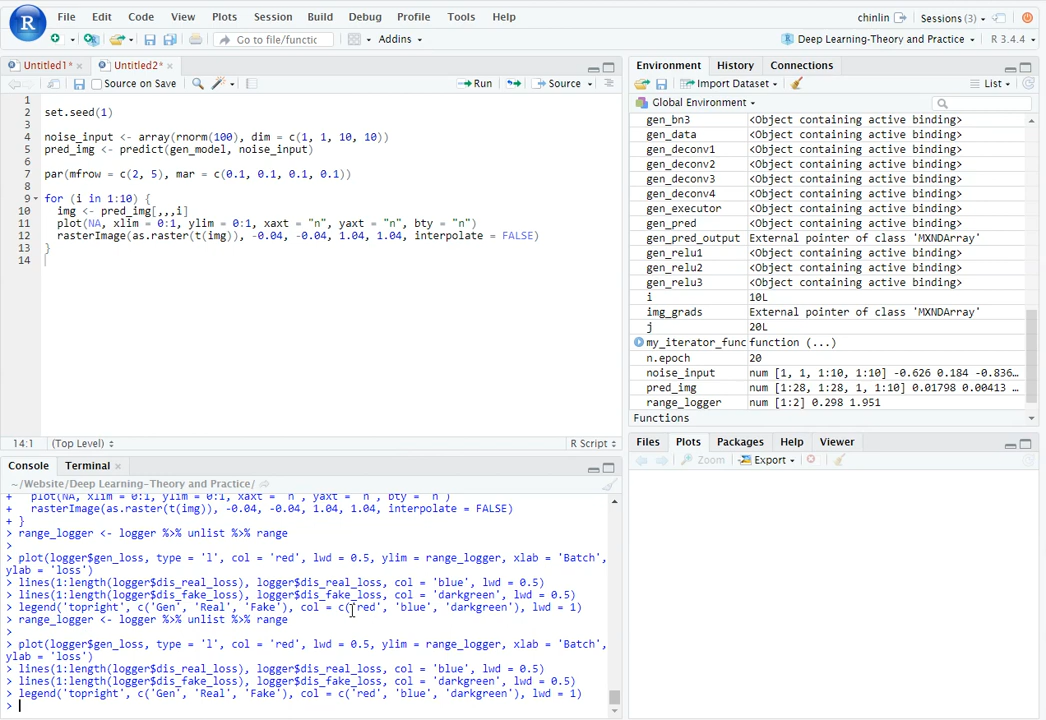 R File Edit Code View Plots Session Build Debug Profile Tools Help chinlin Sessions (3)
Go to file/functic Addins Deep Learning-Theory and Practice R 3.4.4
Untitled1* Untitled2*
Source on Save Run Source
1
2 set.seed(1)
3
4 noise_input <- array(rnorm(100), dim = c(1, 1, 10, 10))
5 pred_img <- predict(gen_model, noise_input)
6
7 par(mfrow = c(2, 5), mar = c(0.1, 0.1, 0.1, 0.1))
8
9 for (i in 1:10) {
10 img <- pred_img[,,,i]
11 plot(NA, xlim = 0:1, ylim = 0:1, xaxt = "n", yaxt = "n", bty = "n")
12 rasterImage(as.raster(t(img)), -0.04, -0.04, 1.04, 1.04, interpolate = FALSE)
13 }
14
14:1 (Top Level) R Script
Console Terminal
~/Website/Deep Learning-Theory and Practice/
+ plot(NA, xlim = 0:1, ylim = 0:1, xaxt = "n", yaxt = "n", bty = "n")
+ rasterImage(as.raster(t(img)), -0.04, -0.04, 1.04, 1.04, interpolate = FALSE)
+ }
> range_logger <- logger %>% unlist %>% range
>
> plot(logger$gen_loss, type = 'l', col = 'red', lwd = 0.5, ylim = range_logger, xlab = 'Batch',
ylab = 'loss')
> lines(1:length(logger$dis_real_loss), logger$dis_real_loss, col = 'blue', lwd = 0.5)
> lines(1:length(logger$dis_fake_loss), logger$dis_fake_loss, col = 'darkgreen', lwd = 0.5)
> legend('topright', c('Gen', 'Real', 'Fake'), col = c('red', 'blue', 'darkgreen'), lwd = 1)
> range_logger <- logger %>% unlist %>% range
>
> plot(logger$gen_loss, type = 'l', col = 'red', lwd = 0.5, ylim = range_logger, xlab = 'Batch',
ylab = 'loss')
> lines(1:length(logger$dis_real_loss), logger$dis_real_loss, col = 'blue', lwd = 0.5)
> lines(1:length(logger$dis_fake_loss), logger$dis_fake_loss, col = 'darkgreen', lwd = 0.5)
> legend('topright', c('Gen', 'Real', 'Fake'), col = c('red', 'blue', 'darkgreen'), lwd = 1)
>
Environment History Connections
Import Dataset List
Global Environment
gen_bn3 <Object containing active binding>
gen_data <Object containing active binding>
gen_deconv1 <Object containing active binding>
gen_deconv2 <Object containing active binding>
gen_deconv3 <Object containing active binding>
gen_deconv4 <Object containing active binding>
gen_executor <Object containing active binding>
gen_pred <Object containing active binding>
gen_pred_output External pointer of class 'MXNDArray'
gen_relu1 <Object containing active binding>
gen_relu2 <Object containing active binding>
gen_relu3 <Object containing active binding>
i 10L
img_grads External pointer of class 'MXNDArray'
j 20L
my_iterator_func function (...)
n.epoch 20
noise_input num [1, 1, 1:10, 1:10] -0.626 0.184 -0.836…
pred_img num [1:28, 1:28, 1, 1:10] 0.01798 0.00413 …
range_logger num [1:2] 0.298 1.951
Functions
Files Plots Packages Help Viewer
Zoom Export